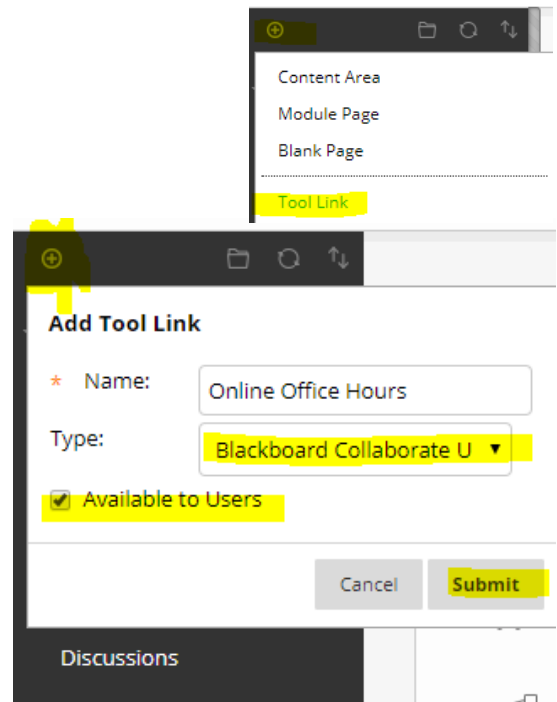 Content Area
Module Page
Blank Page
Tool Link
Add Tool Link
* Name: Online Office Hours
Type: Blackboard Collaborate U
Available to Users
Cancel Submit
Discussions